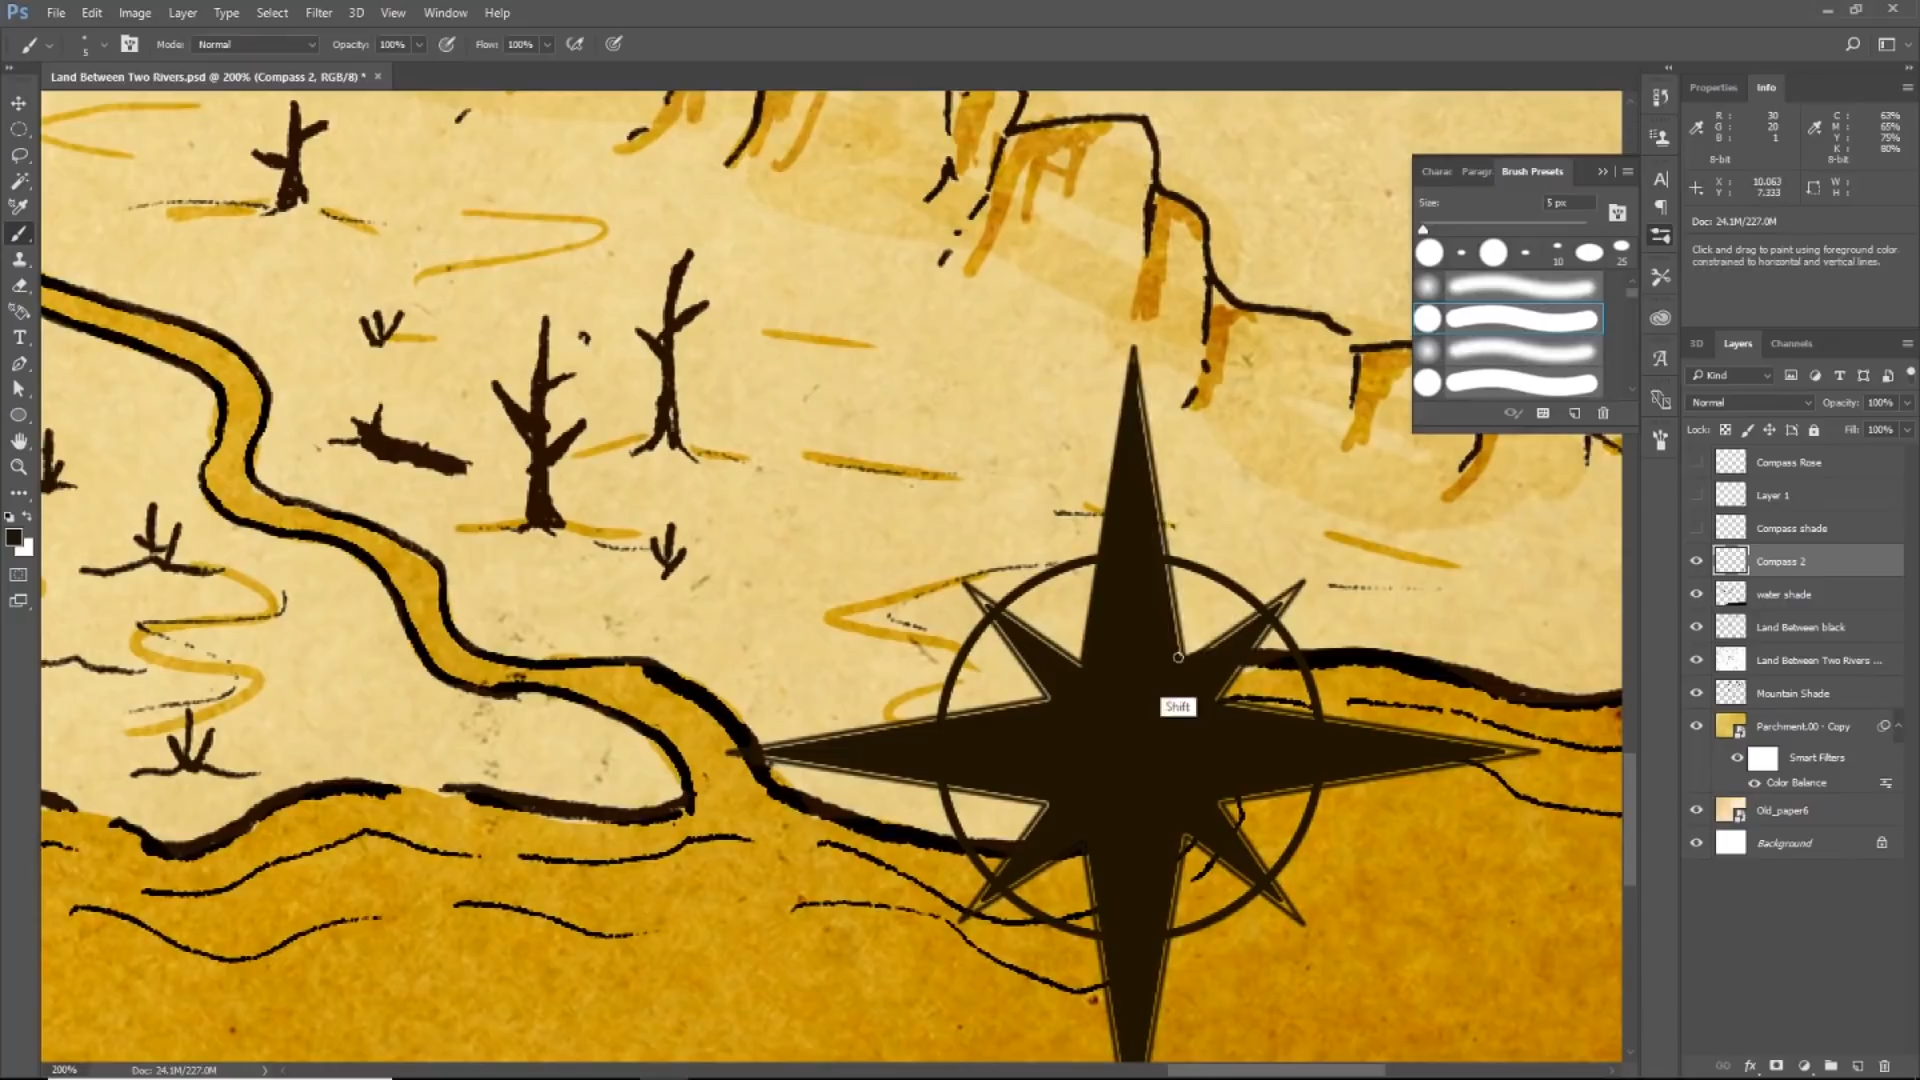 Ps File Edit Image Layer Type Select Filter 3D View Window Help
5 Mode: Normal Opacity: 100% Flow: 100%
Land Between Two Rivers.psd @ 200% (Compass 2, RGB/8) * ×
Properties Info
R : 30 C : 63%
G : 20 M : 65%
B : 1 Y : 75%
K : 80%
8-bit 8-bit
X : 10.063 W :
Y : 7.333 H :
Doc: 24.1M/227.0M
Click and drag to paint using foreground color.
constrained to horizontal and vertical lines.
Charac Paragr Brush Presets
Size: 5 px
10 25
3D Layers Channels
Kind
Normal Opacity: 100%
Lock: Fill: 100%
Compass Rose
Layer 1
Compass shade
Compass 2
water shade
Land Between black
Land Between Two Rivers ...
Mountain Shade
Parchment.00 - Copy
Smart Filters
Color Balance
Old_paper6
Background
Shift
200% Doc: 24.1M/227.0M
fx